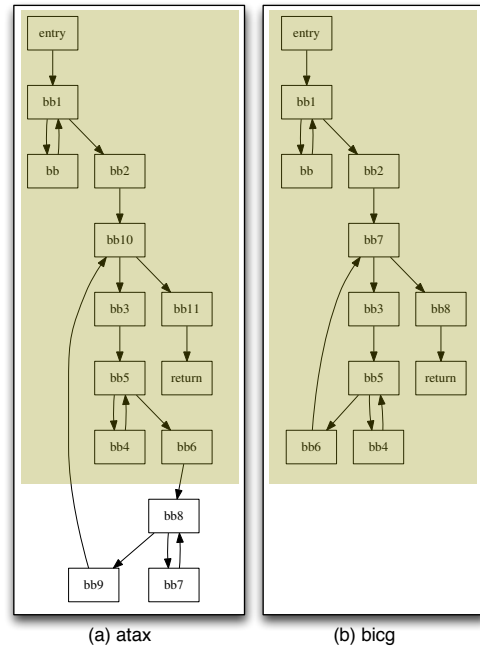 entry
bb1
bb
bb2
bb10
bb3
bb11
bb5
return
bb4
bb6
bb8
bb9
bb7
(a) atax
entry
bb1
bb
bb2
bb7
bb3
bb8
bb5
return
bb6
bb4
(b) bicg